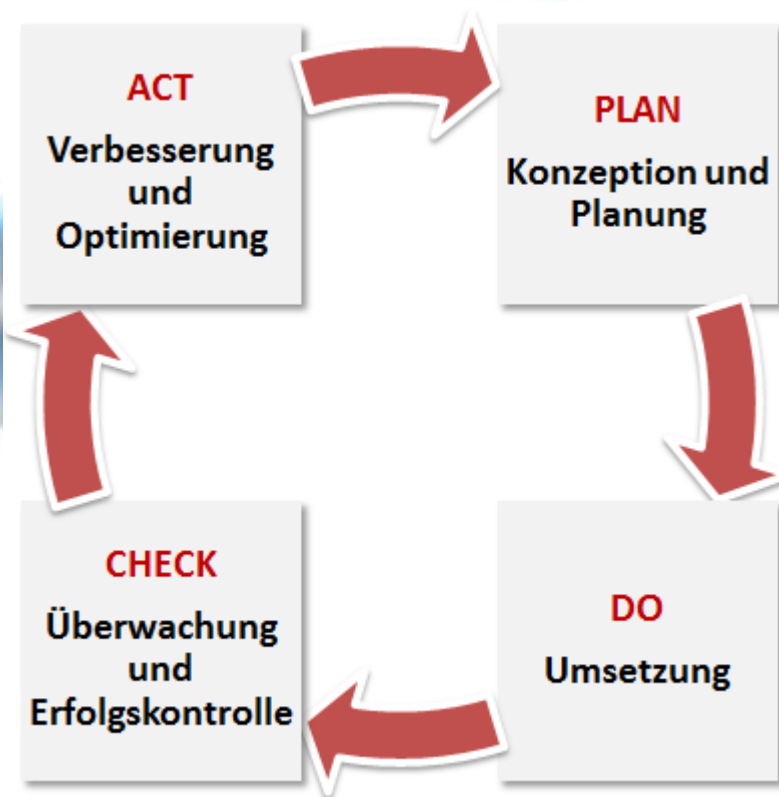 ACT
Verbesserung
und
Optimierung
PLAN
Konzeption und
Planung
CHECK
Überwachung
und
Erfolgskontrolle
DO
Umsetzung